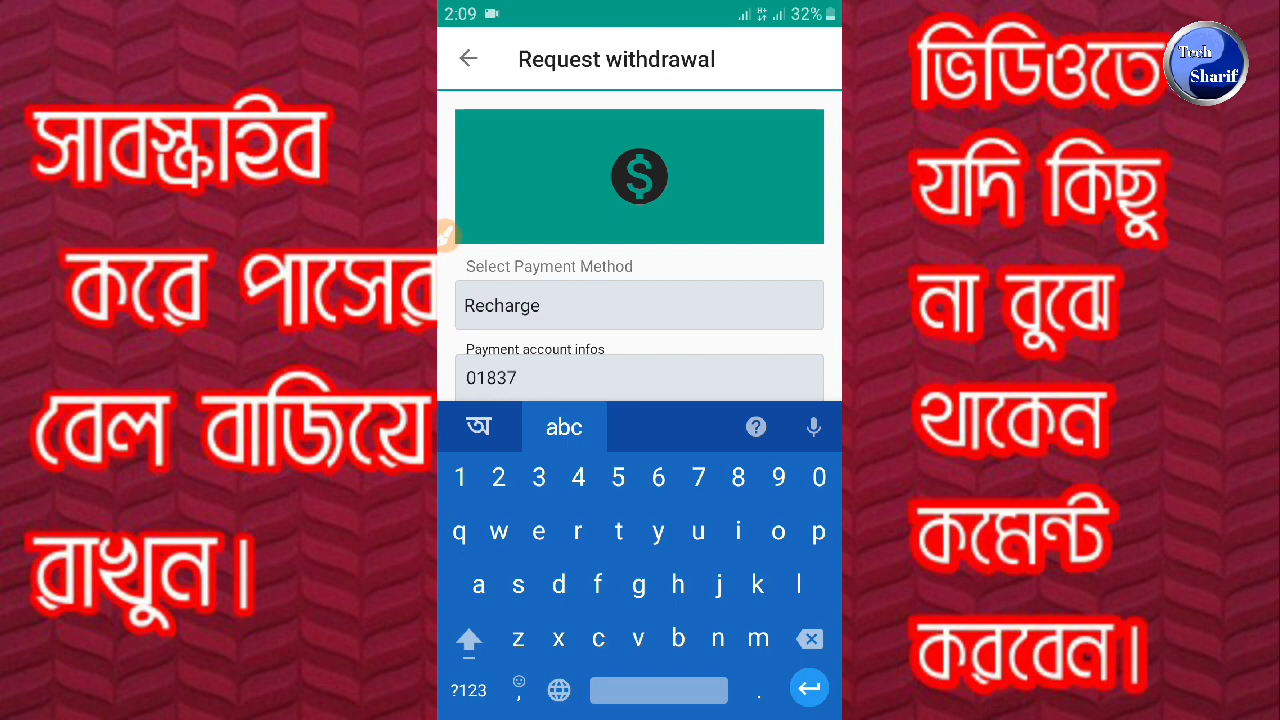 সাবস্ক্রাইব
করে পাসের
বেল বাজিয়ে
রাখুন।
2:09
H+
32%
Request withdrawal
$
Select Payment Method
Recharge
Payment account infos
01837
অ abc ?
1 2 3 4 5 6 7 8 9 0
q w e r t y u i o p
a s d f g h j k l
z x c v b n m
?123 , .
ভিডিওতে
যদি কিছু
না বুঝে
থাকেন
কমেন্ট
করবেন।
Tech
Sharif